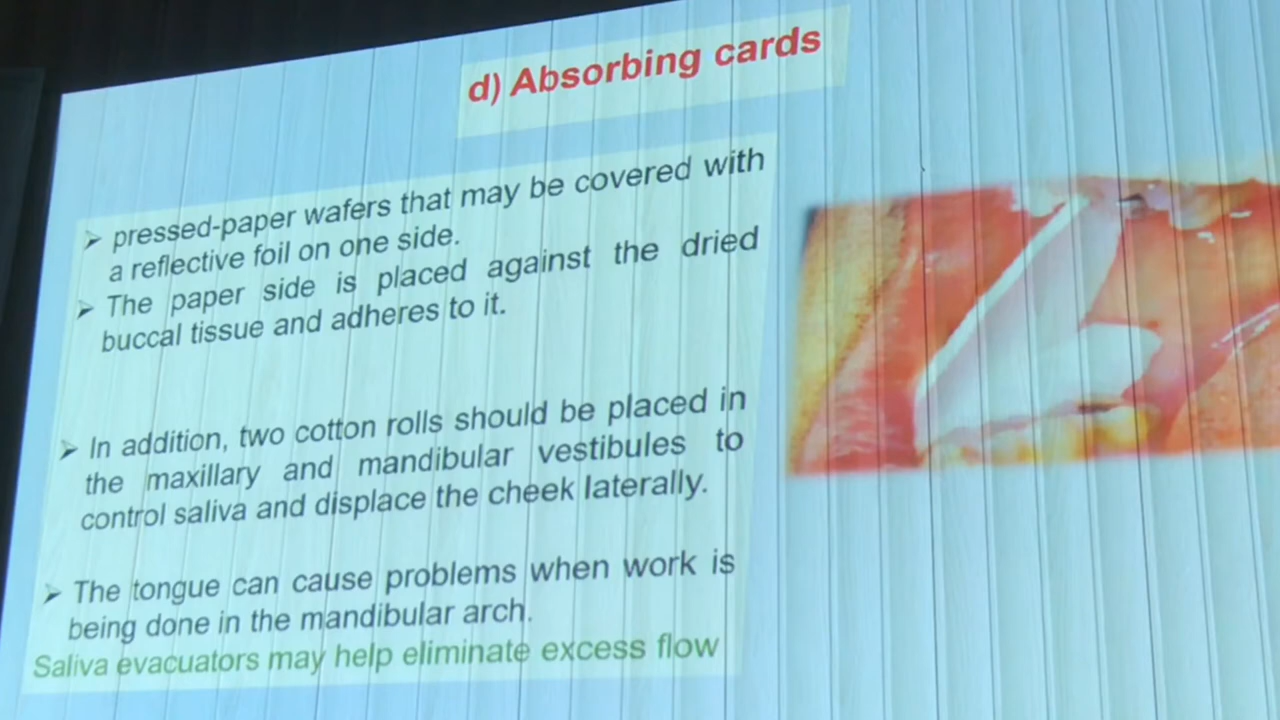 d) Absorbing cards
➢ pressed-paper wafers that may be covered with
a reflective foil on one side.
➢ The paper side is placed against the dried
buccal tissue and adheres to it.
➢ In addition, two cotton rolls should be placed in
the maxillary and mandibular vestibules to
control saliva and displace the cheek laterally.
➢ The tongue can cause problems when work is
being done in the mandibular arch.
Saliva evacuators may help eliminate excess flow